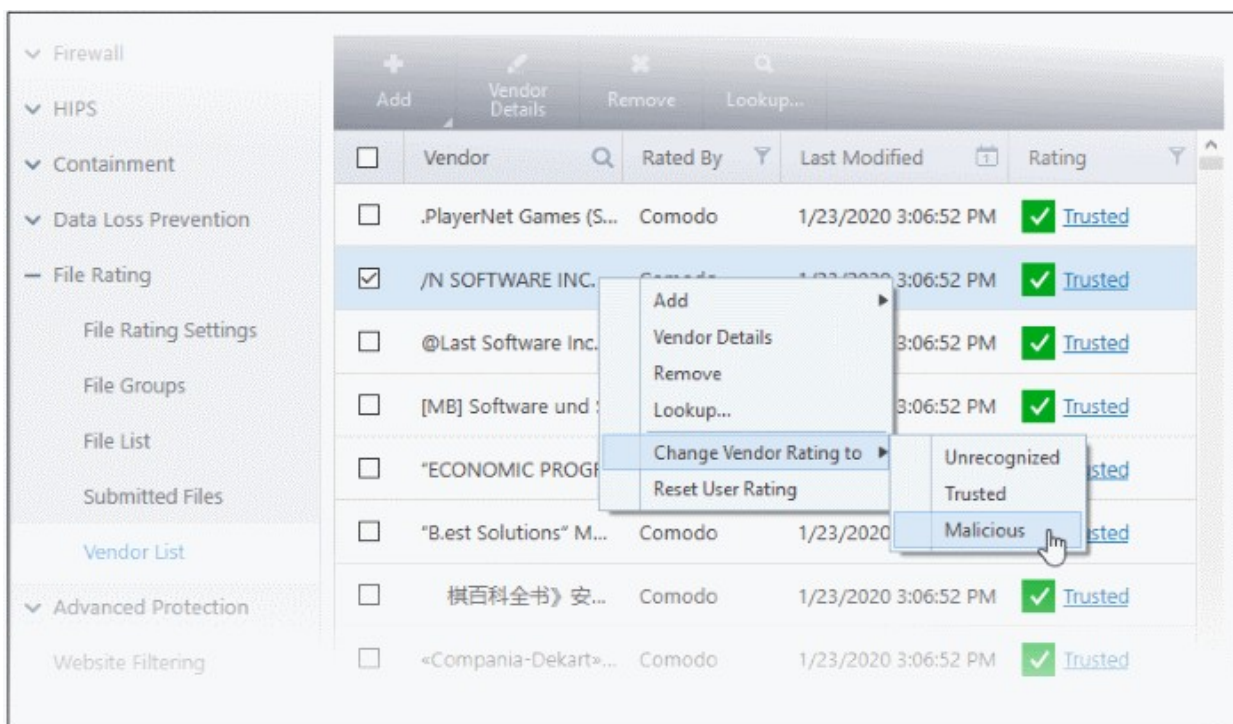 Firewall
HIPS
Containment
Data Loss Prevention
File Rating
File Rating Settings
File Groups
File List
Submitted Files
Vendor List
Advanced Protection
Website Filtering
Add
Vendor Details
Remove
Lookup...
Vendor Rated By Last Modified Rating
.PlayerNet Games (S... Comodo 1/23/2020 3:06:52 PM Trusted
/N SOFTWARE INC. 3:06:52 PM Trusted
@Last Software Inc. 3:06:52 PM Trusted
[MB] Software und 3:06:52 PM Trusted
"ECONOMIC
"B.est Solutions" M... Comodo 1/23/2020
棋百科全书》安... Comodo 1/23/2020 3:06:52 PM Trusted
«Compania-Dekart»... Comodo 1/23/2020 3:06:52 PM Trusted
Add
Vendor Details
Remove
Lookup...
Change Vendor Rating to
Reset User Rating
Unrecognized
Trusted
Malicious